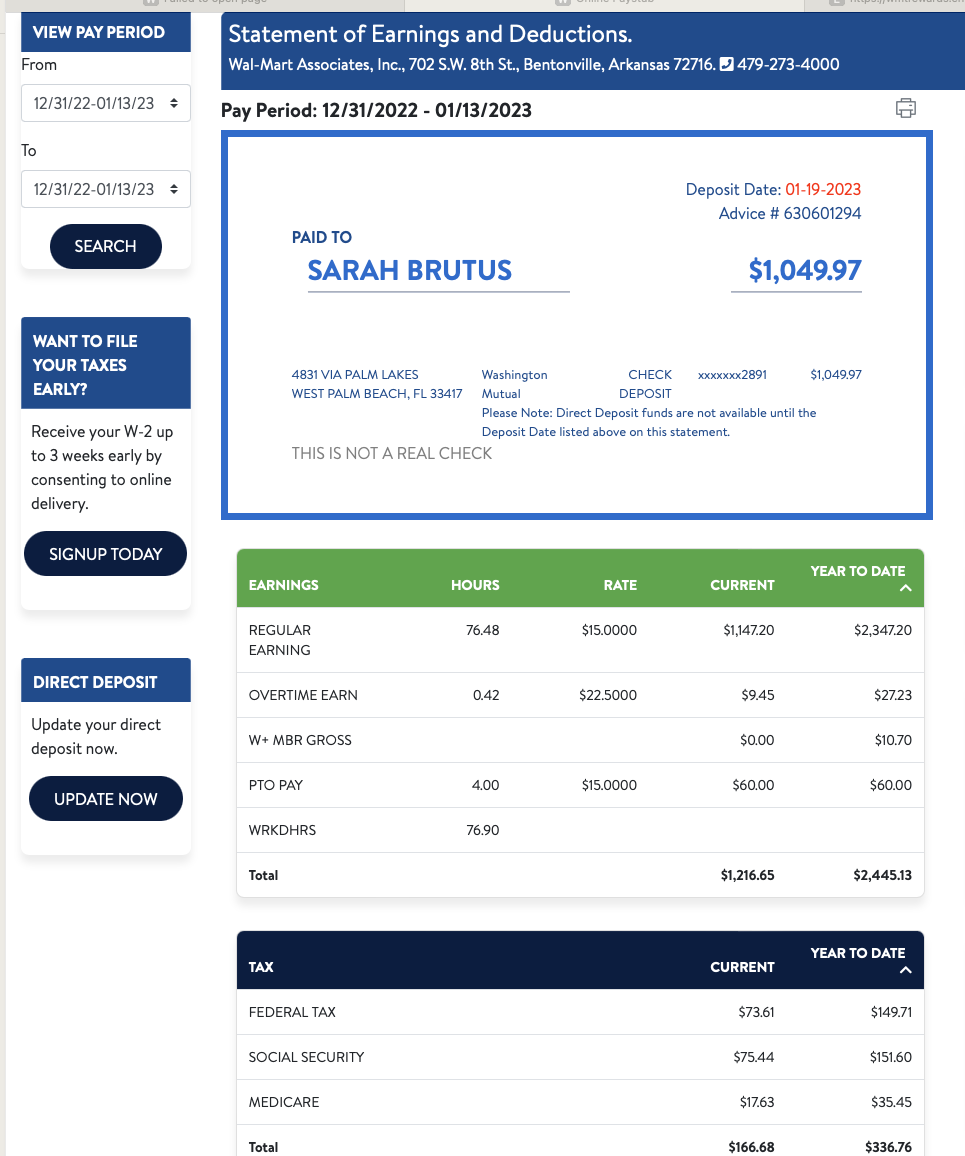 Failed to open page
Online Paystub
VIEW PAY PERIOD
From
12/31/22-01/13/23
To
12/31/22-01/13/23
SEARCH
WANT TO FILE
YOUR TAXES
EARLY?
Receive your W-2 up
to 3 weeks early by
consenting to online
delivery.
SIGNUP TODAY
DIRECT DEPOSIT
Update your direct
deposit now.
UPDATE NOW
Statement of Earnings and Deductions.
Wal-Mart Associates, Inc., 702 S.W. 8th St., Bentonville, Arkansas 72716. 479-273-4000
Pay Period: 12/31/2022 - 01/13/2023
Deposit Date: 01-19-2023
Advice # 630601294
PAID TO
SARAH BRUTUS $1,049.97
4831 VIA PALM LAKES Washington CHECK xxxxxxx2891 $1,049.97
WEST PALM BEACH, FL 33417 Mutual DEPOSIT
Please Note: Direct Deposit funds are not available until the
Deposit Date listed above on this statement.
THIS IS NOT A REAL CHECK
EARNINGS HOURS RATE CURRENT YEAR TO DATE
REGULAR 76.48 $15.0000 $1,147.20 $2,347.20
EARNING
OVERTIME EARN 0.42 $22.5000 $9.45 $27.23
W+ MBR GROSS $0.00 $10.70
PTO PAY 4.00 $15.0000 $60.00 $60.00
WRKDHRS 76.90
Total $1,216.65 $2,445.13
TAX CURRENT YEAR TO DATE
FEDERAL TAX $73.61 $149.71
SOCIAL SECURITY $75.44 $151.60
MEDICARE $17.63 $35.45
Total $166.68 $336.76